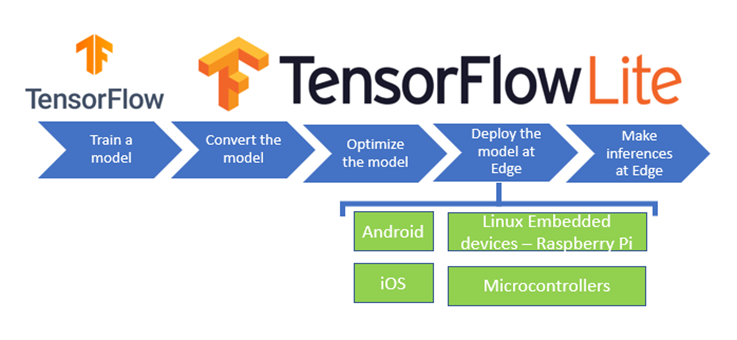 TensorFlow
TensorFlow Lite
Train a
model
Convert the
model
Optimize
the model
Deploy the
model at
Edge
Make
inferences
at Edge
Android
Linux Embedded
devices – Raspberry Pi
iOS
Microcontrollers